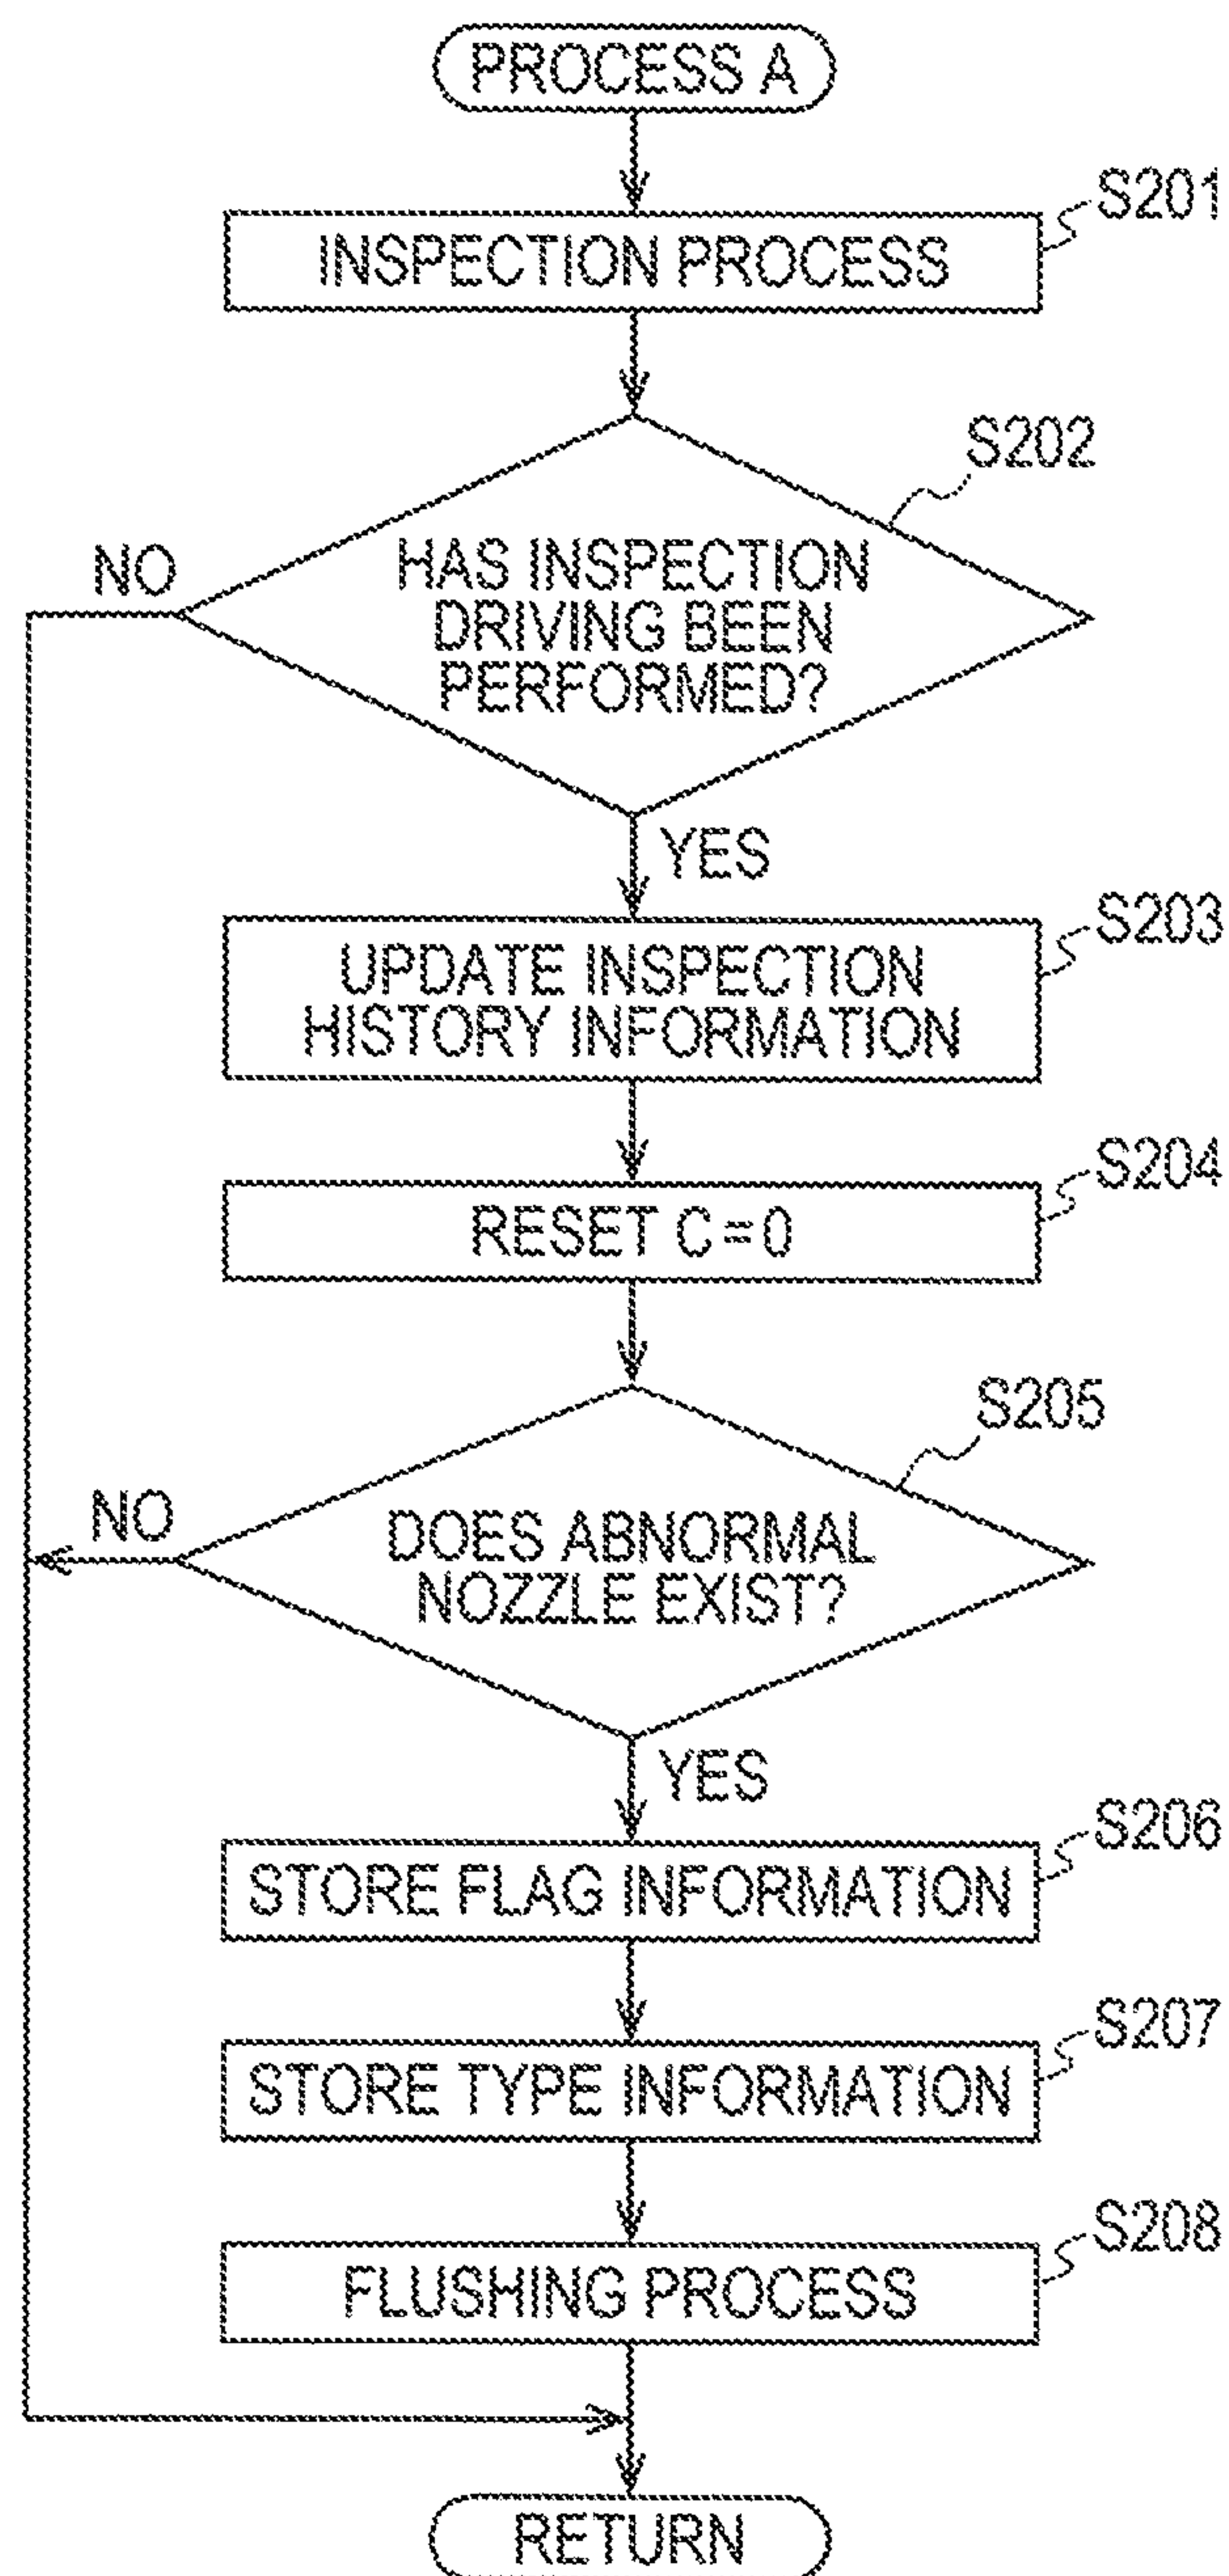 PROCESS A
S201
INSPECTION PROCESS
S202
NO
HAS INSPECTION
DRIVING BEEN
PERFORMED?
YES
S203
UPDATE INSPECTION
HISTORY INFORMATION
S204
RESET C=0
S205
NO
DOES ABNORMAL
NOZZLE EXIST?
YES
S206
STORE FLAG INFORMATION
S207
STORE TYPE INFORMATION
S208
FLUSHING PROCESS
RETURN